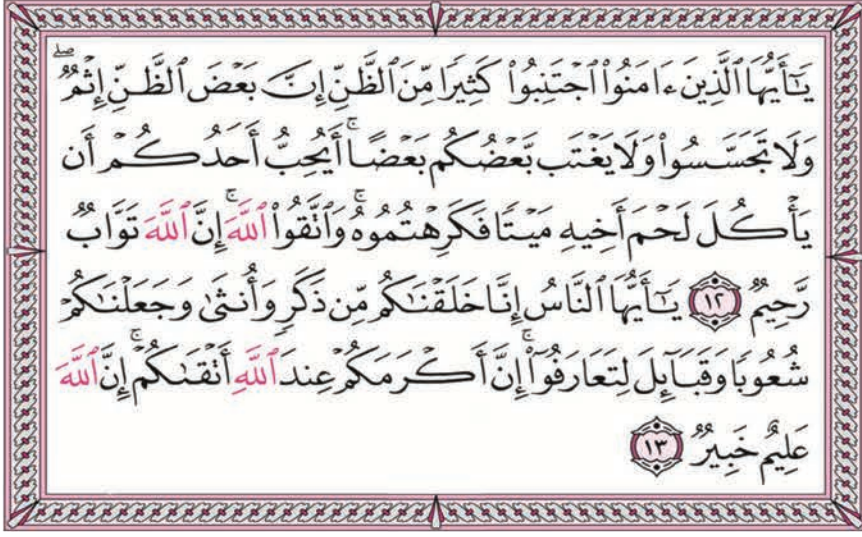 يَـٰٓأَيُّهَا ٱلَّذِينَ ءَامَنُوا۟ ٱجْتَنِبُوا۟ كَثِيرًا مِّنَ ٱلظَّنِّ إِنَّ بَعْضَ ٱلظَّنِّ إِثْمٌ ۖ
وَلَا تَجَسَّسُوا۟ وَلَا يَغْتَب بَّعْضُكُم بَعْضًا ۚ أَيُحِبُّ أَحَدُكُمْ أَن
يَأْكُلَ لَحْمَ أَخِيهِ مَيْتًا فَكَرِهْتُمُوهُ ۚ وَٱتَّقُوا۟ ٱللَّهَ ۚ إِنَّ ٱللَّهَ تَوَّابٌ
رَّحِيمٌ ١٢ يَـٰٓأَيُّهَا ٱلنَّاسُ إِنَّا خَلَقْنَـٰكُم مِّن ذَكَرٍ وَأُنثَىٰ وَجَعَلْنَـٰكُمْ
شُعُوبًا وَقَبَآئِلَ لِتَعَارَفُوٓا۟ ۚ إِنَّ أَكْرَمَكُمْ عِندَ ٱللَّهِ أَتْقَىٰكُمْ ۚ إِنَّ ٱللَّهَ
عَلِيمٌ خَبِيرٌ ١٣